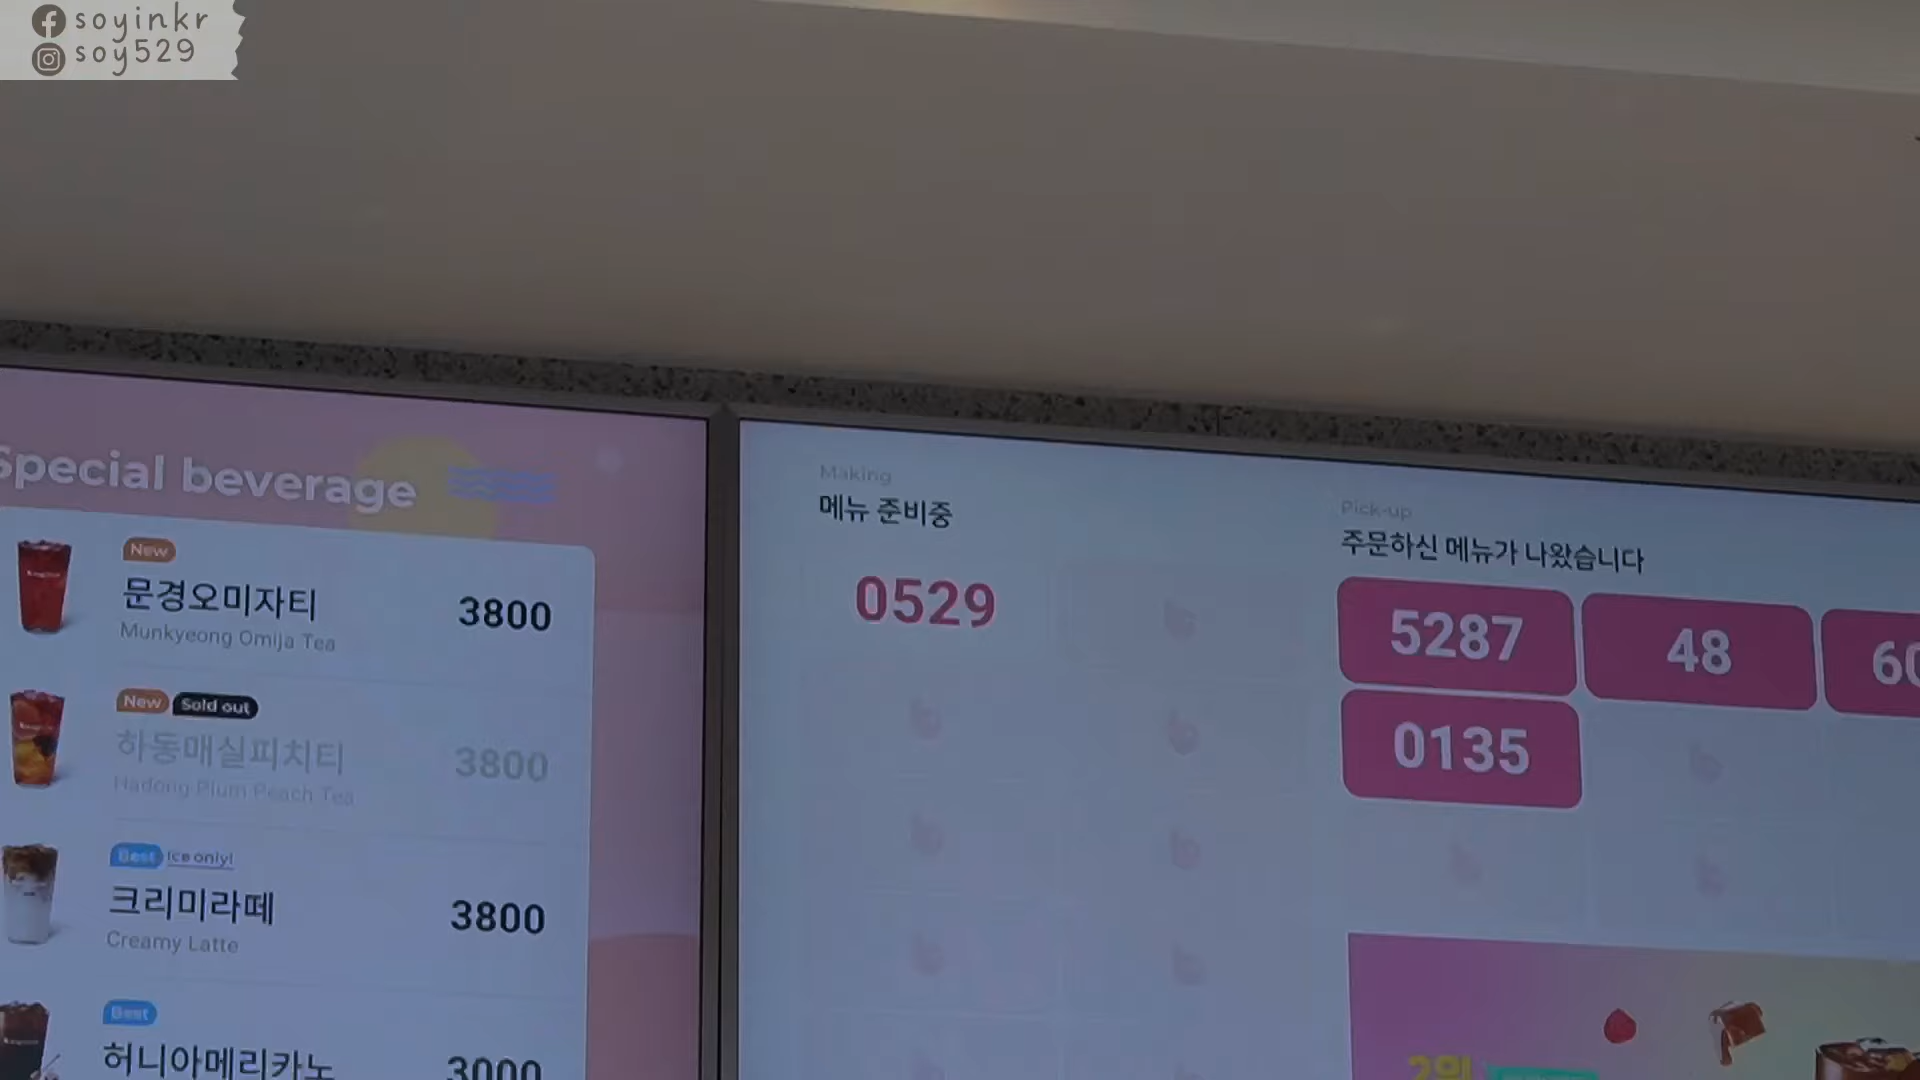 soyinkr
soy529
Special beverage
New
문경오미자티 3800
Munkyeong Omija Tea
New Sold out
하동매실피치티 3800
Hadong Plum Peach Tea
Best Ice only!
크리미라떼 3800
Creamy Latte
Best
허니아메리카노 3000
Making
메뉴 준비중
0529
Pick-up
주문하신 메뉴가 나왔습니다
5287 48
0135